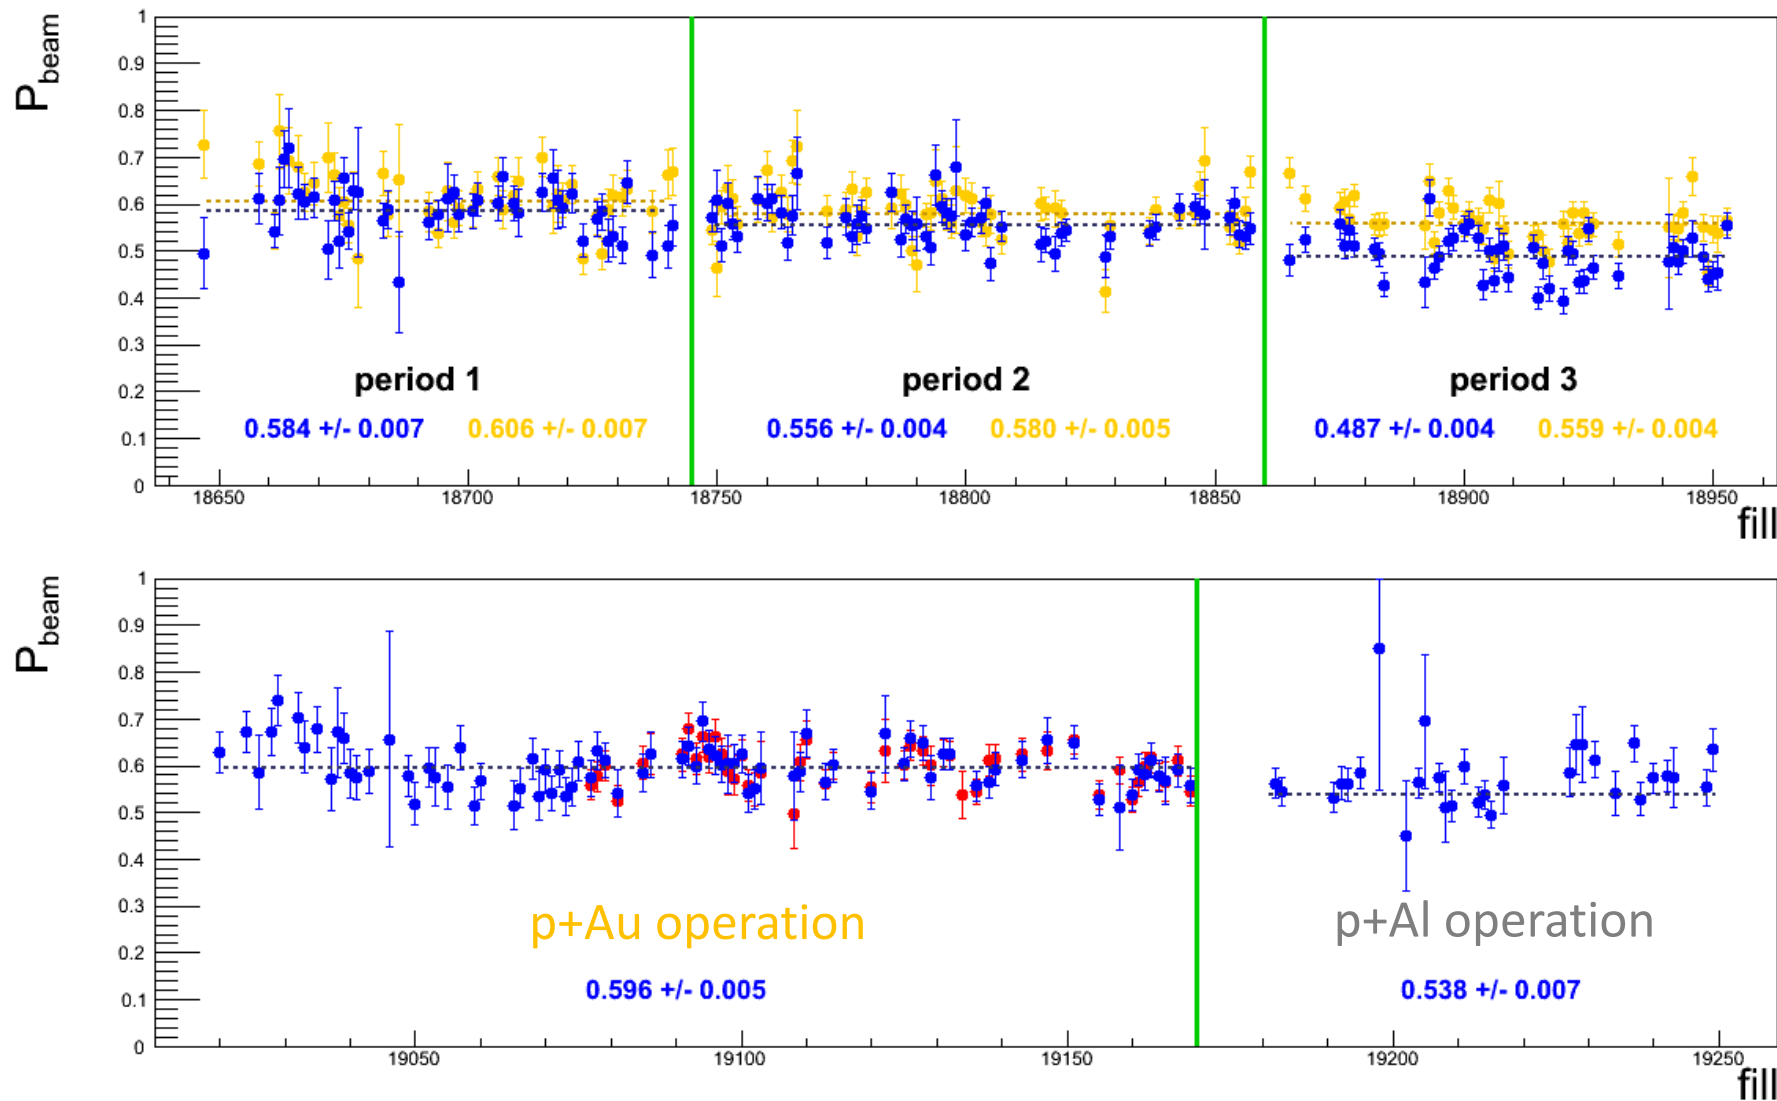 P beam
1
0.9
0.8
0.7
0.6
0.5
0.4
0.3
0.2
0.1
0
period 1
period 2
period 3
0.584 +/- 0.007
0.606 +/- 0.007
0.556 +/- 0.004
0.580 +/- 0.005
0.487 +/- 0.004
0.559 +/- 0.004
18650
18700
18750
18800
18850
18900
18950
fill
P beam
1
0.9
0.8
0.7
0.6
0.5
0.4
0.3
0.2
0.1
0
p+Au operation
p+Al operation
0.596 +/- 0.005
0.538 +/- 0.007
19050
19100
19150
19200
19250
fill